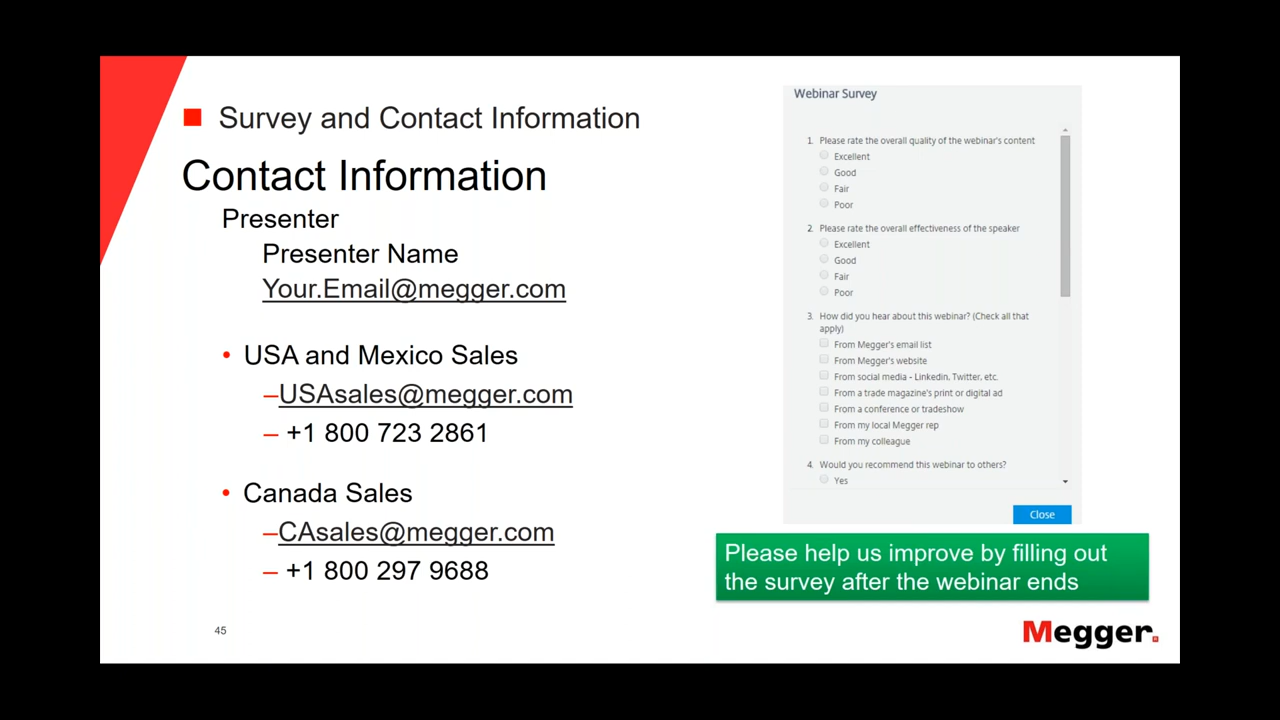 Survey and Contact Information
Contact Information
Presenter
Presenter Name
Your.Email@megger.com
• USA and Mexico Sales
–USAsales@megger.com
– +1 800 723 2861
• Canada Sales
–CAsales@megger.com
– +1 800 297 9688
45
Webinar Survey
1. Please rate the overall quality of the webinar's content
Excellent
Good
Fair
Poor
2. Please rate the overall effectiveness of the speaker
Excellent
Good
Fair
Poor
3. How did you hear about this webinar? (Check all that
apply)
From Megger's email list
From Megger's website
From social media - Linkedin, Twitter, etc.
From a trade magazine's print or digital ad
From a conference or tradeshow
From my local Megger rep
From my colleague
4. Would you recommend this webinar to others?
Yes
Close
Please help us improve by filling out
the survey after the webinar ends
Megger.